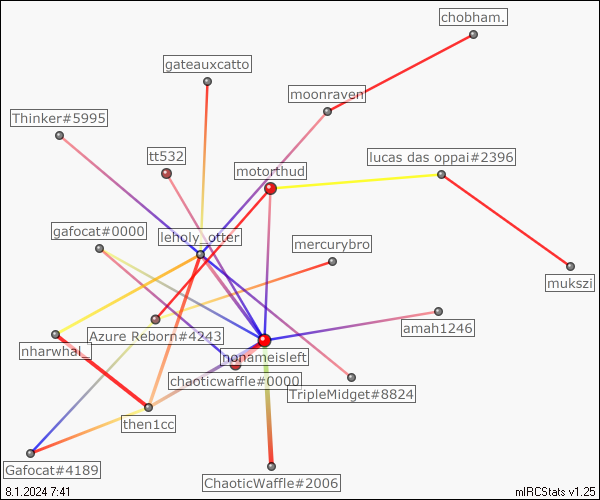 chobham.
gateauxcatto
moonraven
Thinker#5995
tt532
lucas das oppai#2396
motorthud
gafocat#0000
leholy_otter
mercurybro
mukszi
amah1246
Azure Reborn#4243
nharwhal_
nonameisleft
chaoticwaffle#0000
TripleMidget#8824
then1cc
Gafocat#4189
ChaoticWaffle#2006
8.1.2024 7:41
mIRCStats v1.25